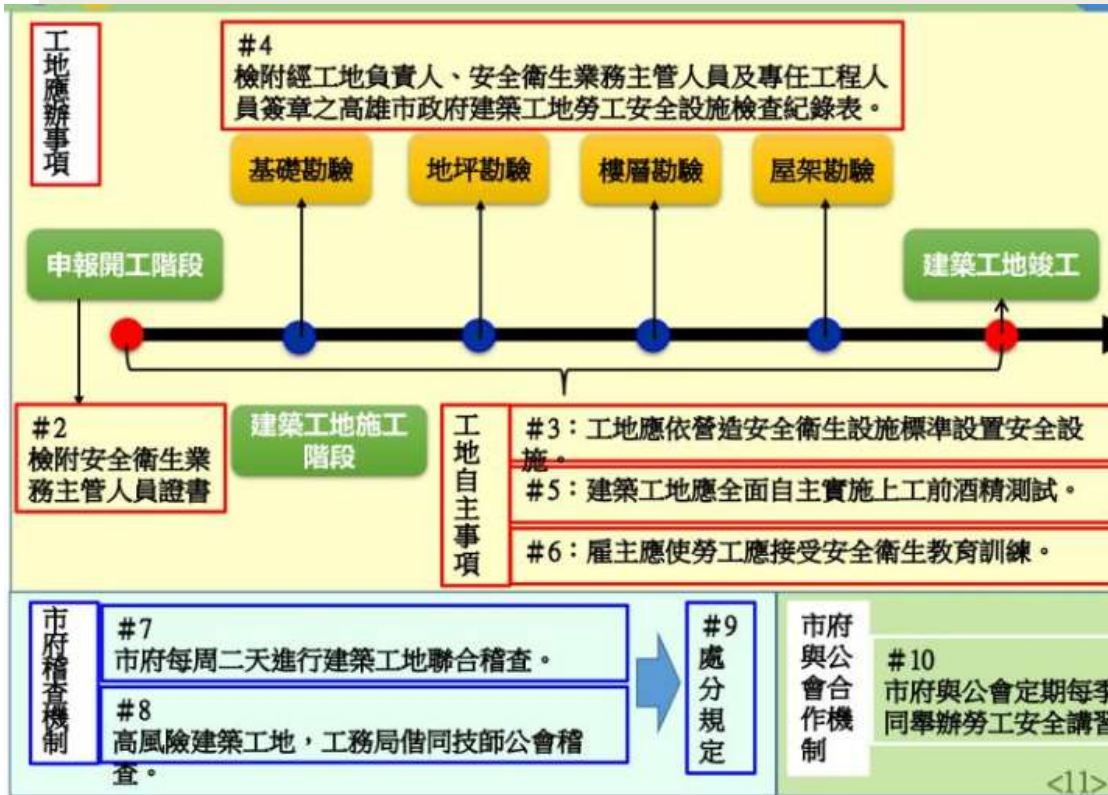 工地應辦事項
#4
檢附經工地負責人、安全衛生業務主管人員及專任工程人
員簽章之高雄市政府建築工地勞工安全設施檢查紀錄表。
基礎勘驗
地坪勘驗
樓層勘驗
屋架勘驗
申報開工階段
建築工地竣工
#2
檢附安全衛生業
務主管人員證書
建築工地施工
階段
工地自主事項
#3：工地應依營造安全衛生設施標準設置安全設
施。
#5：建築工地應全面自主實施上工前酒精測試。
#6：雇主應使勞工應接受安全衛生教育訓練。
市府稽查機制
#7
市府每周二天進行建築工地聯合稽查。
#8
高風險建築工地，工務局偕同技師公會稽
查。
#9
處分規定
市府
與公
會合
作機
制
#10
市府與公會定期每季
同舉辦勞工安全講習
<11>